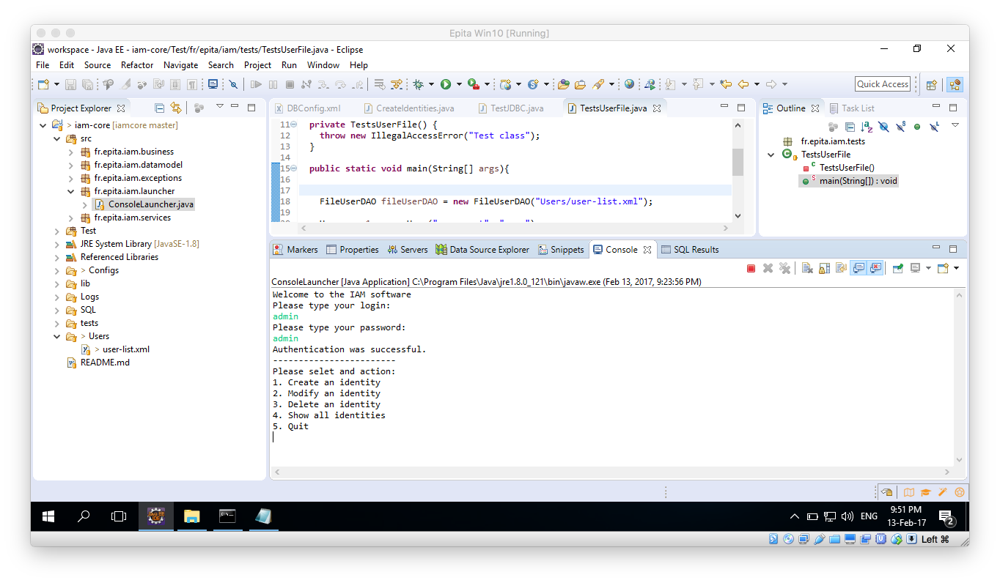 Epita Win10 [Running]
workspace - Java EE - iam-core/Test/fr/epita/iam/tests/TestsUserFile.java - Eclipse
File Edit Source Refactor Navigate Search Project Run Window Help
Quick Access
Project Explorer
> iam-core [iamcore master]
src
fr.epita.iam.business
fr.epita.iam.datamodel
fr.epita.iam.exceptions
fr.epita.iam.launcher
ConsoleLauncher.java
fr.epita.iam.services
Test
JRE System Library [JavaSE-1.8]
Referenced Libraries
> Configs
lib
Logs
SQL
tests
> Users
> user-list.xml
README.md
DBConfig.xml CreateIdentities.java TestJDBC.java TestsUserFile.java
11 private TestsUserFile() {
12 throw new IllegalAccessError("Test class");
13 }
14
15 public static void main(String[] args){
16
17
18 FileUserDAO fileUserDAO = new FileUserDAO("Users/user-list.xml");
19
Outline Task List
fr.epita.iam.tests
TestsUserFile
TestsUserFile()
main(String[]) : void
Markers Properties Servers Data Source Explorer Snippets Console SQL Results
ConsoleLauncher [Java Application] C:\Program Files\Java\jre1.8.0_121\bin\javaw.exe (Feb 13, 2017, 9:23:56 PM)
Welcome to the IAM software
Please type your login:
admin
Please type your password:
admin
Authentication was successful.
------------------------
Please selet and action:
1. Create an identity
2. Modify an identity
3. Delete an identity
4. Show all identities
5. Quit
ENG
9:51 PM
13-Feb-17
2
Left ⌘